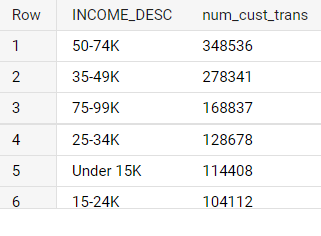 Row INCOME_DESC num_cust_trans
1 50-74K 348536
2 35-49K 278341
3 75-99K 168837
4 25-34K 128678
5 Under 15K 114408
6 15-24K 104112